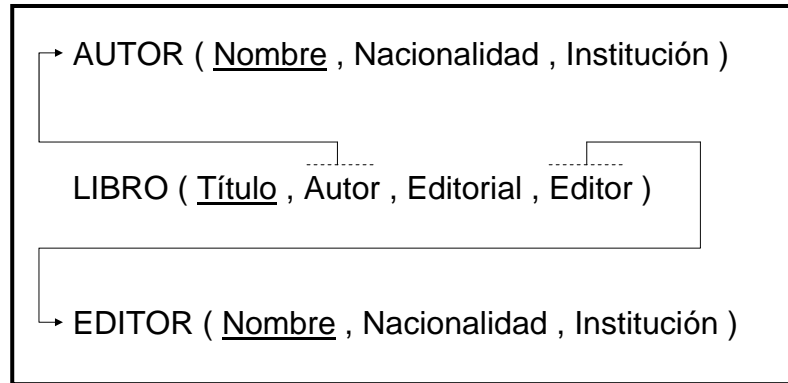 AUTOR ( Nombre , Nacionalidad , Institución )
LIBRO ( Título , Autor , Editorial , Editor )
EDITOR ( Nombre , Nacionalidad , Institución )